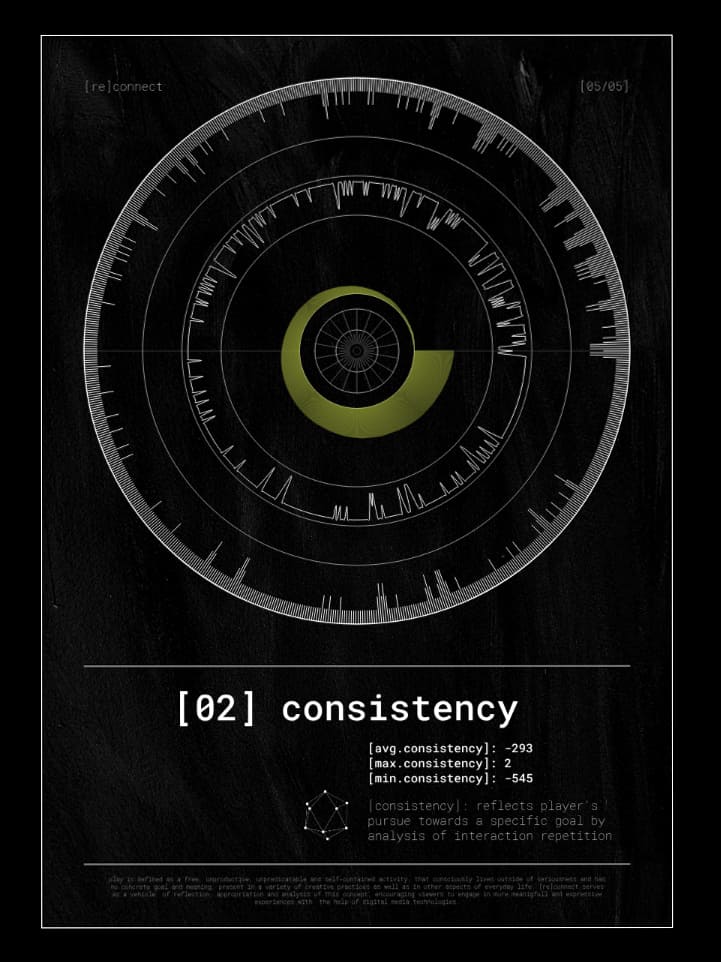 [re]connect
[05/05]
[02] consistency
[avg.consistency]: -293
[max.consistency]: 2
[min.consistency]: -545
|consistency|: reflects player's
pursue towards a specific goal by
analysis of interaction repetition
play is defined as a free, unproductive, unpredicatable and self-contained activity, that consciously lives outside of seriousness and has
no concrete goal and meaning, present in a variety of creative practices as well as in other aspects of everyday life. [re]connect serves
as a vehicle of reflection, appropriation and analysis of this concept, encouraging viewers to engage in more meanigfull and expressive
experiences with the help of digital media technologies.